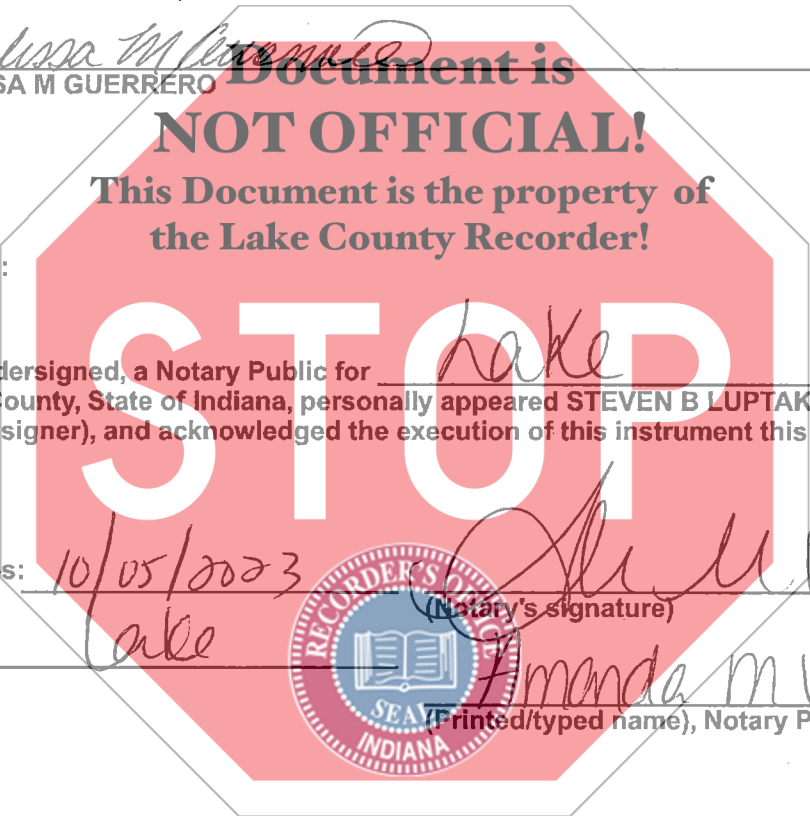 Document is
SA M GUERRERO
NOT OFFICIAL!
This Document is the property of
the Lake County Recorder!
:
STOP
dersigned, a Notary Public for Lake
County, State of Indiana, personally appeared STEVEN B LUPTAK
signer), and acknowledged the execution of this instrument this
s: 10/05/2023
(Notary's signature)
Lake
Amanda M
(Printed/typed name), Notary P
RECORDER'S OFFICE
SEAL
INDIANA